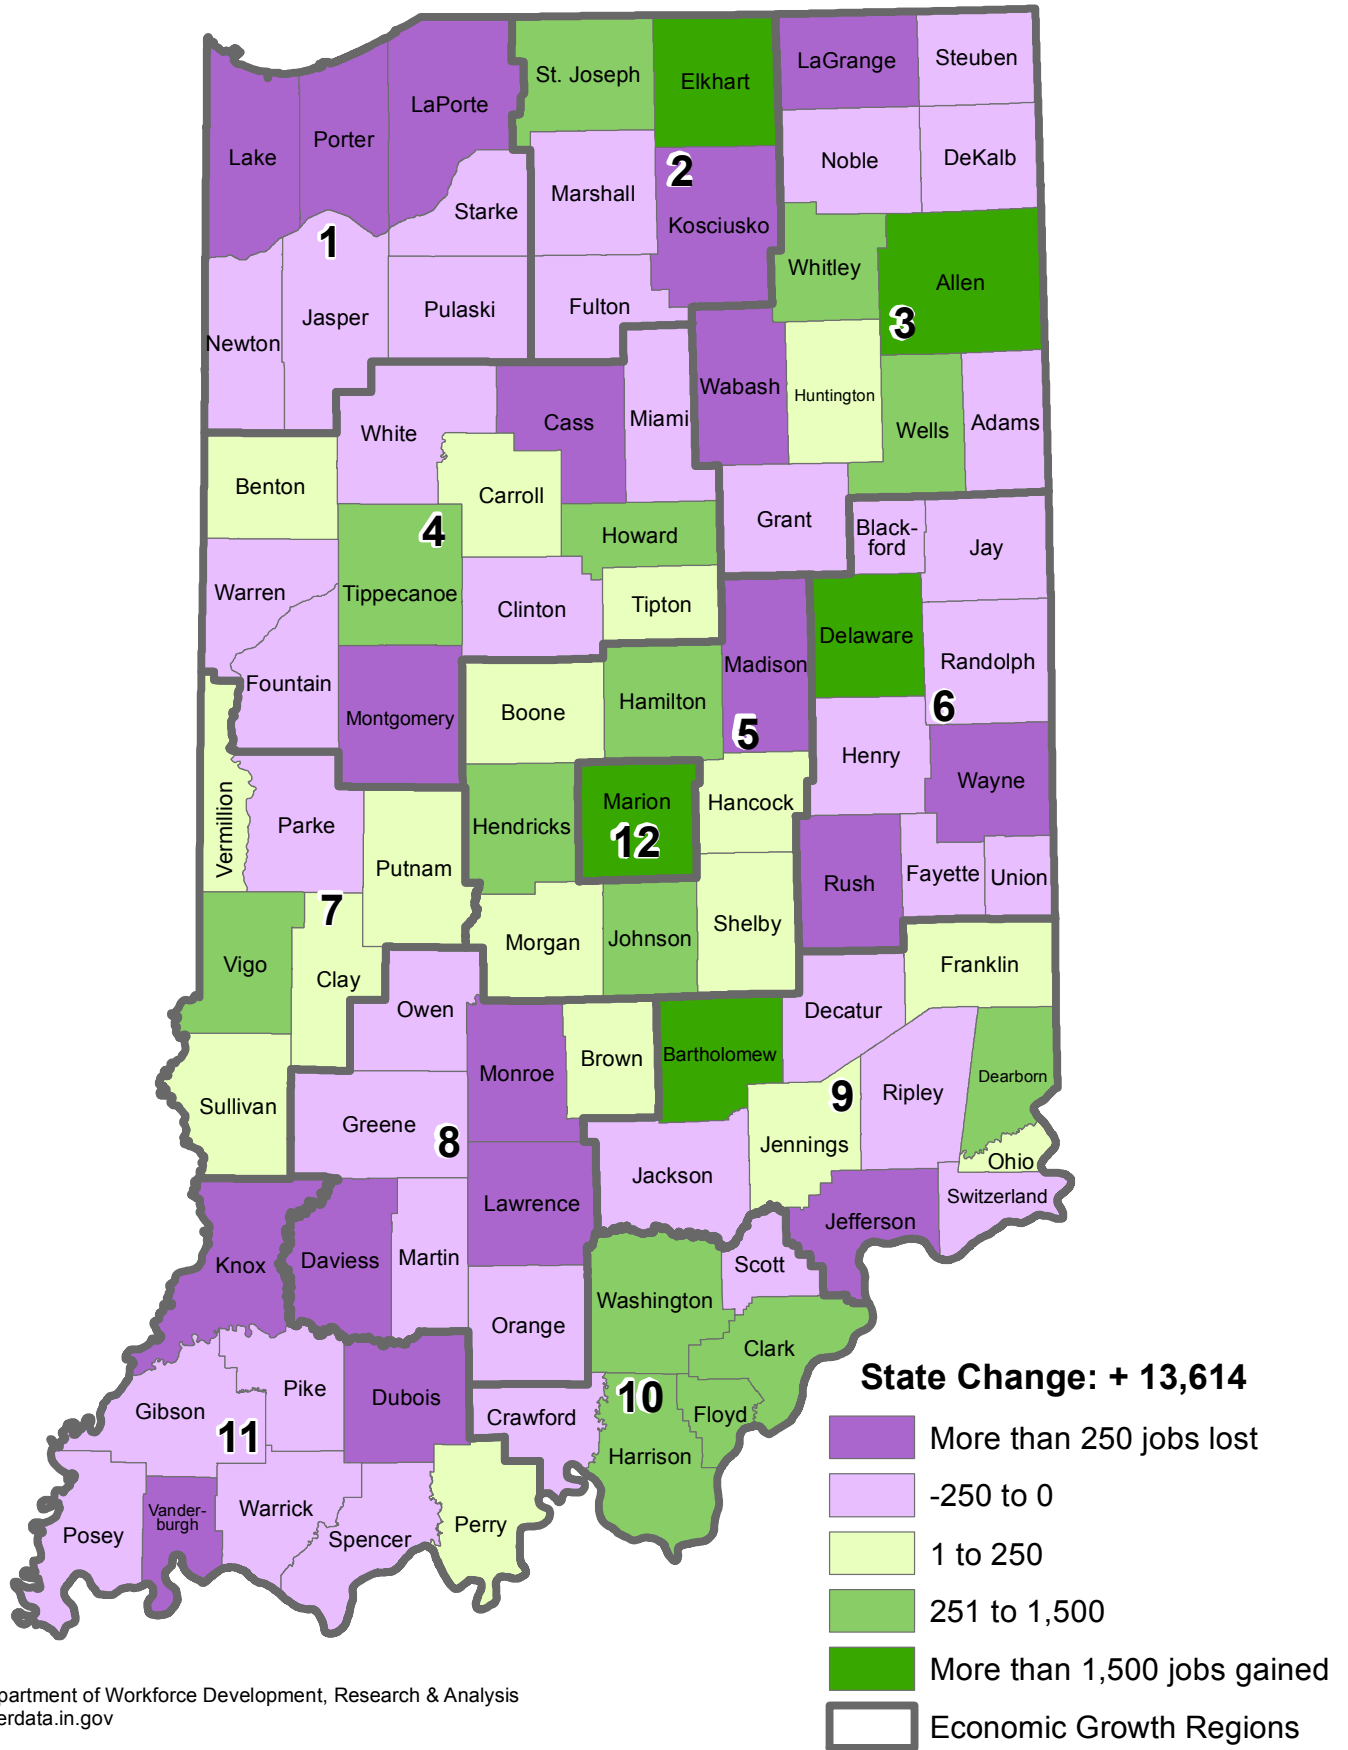 St. Joseph
Elkhart
LaGrange
Steuben
LaPorte
Porter
Lake
Noble
DeKalb
2
Marshall
Kosciusko
Starke
1
Whitley
Allen
3
Fulton
Pulaski
Jasper
Newton
Wabash
Huntington
Wells
Adams
Miami
Cass
White
Carroll
Benton
Grant
Black-
ford
Jay
4
Howard
Tippecanoe
Warren
Clinton
Tipton
Delaware
Randolph
Madison
Fountain
Montgomery
Boone
Hamilton
5
6
Henry
Wayne
Marion
12
Hancock
Hendricks
Vermillion
Parke
Putnam
Rush
Fayette
Union
7
Vigo
Clay
Morgan
Johnson
Shelby
Franklin
Owen
Decatur
Monroe
Brown
Bartholomew
Dearborn
9
Ripley
Sullivan
Greene
8
Jennings
Ohio
Jackson
Switzerland
Lawrence
Jefferson
Knox
Daviess
Martin
Scott
Washington
Orange
Clark
Pike
Dubois
10
Gibson
11
Crawford
Floyd
Harrison
Vander-
burgh
Warrick
Posey
Spencer
Perry
State Change: + 13,614
More than 250 jobs lost
-250 to 0
1 to 250
251 to 1,500
More than 1,500 jobs gained
Economic Growth Regions
partment of Workforce Development, Research & Analysis
erdata.in.gov